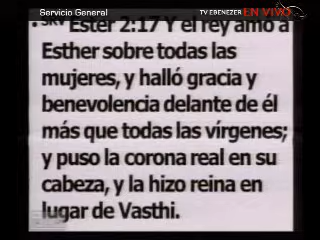 Servicio General
TV EBENEZER EN VIVO
• SRV Ester 2:17 Y el rey amó a
Esther sobre todas las
mujeres, y halló gracia y
benevolencia delante de él
más que todas las vírgenes;
y puso la corona real en su
cabeza, y la hizo reina en
lugar de Vasthi.